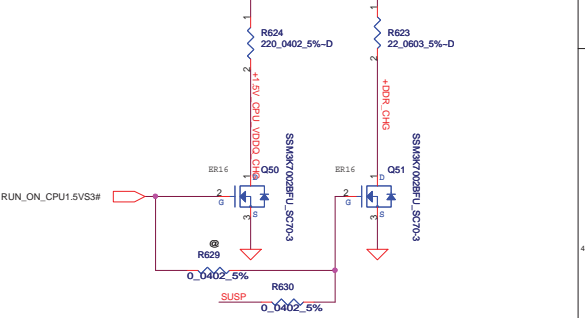 1
1
R624
220_0402_5%~D
R623
22_0603_5%~D
2
2
+1.5V_CPU_VDDQ_CHG
+DDR_CHG
SSM3K7002BFU_SC70-3
SSM3K7002BFU_SC70-3
ER16
Q50
ER16
Q51
1
D
1
D
RUN_ON_CPU1.5VS3#
2
G
2
G
S
3
S
3
@
R629
0_0402_5%
4
SUSP
R630
0_0402_5%